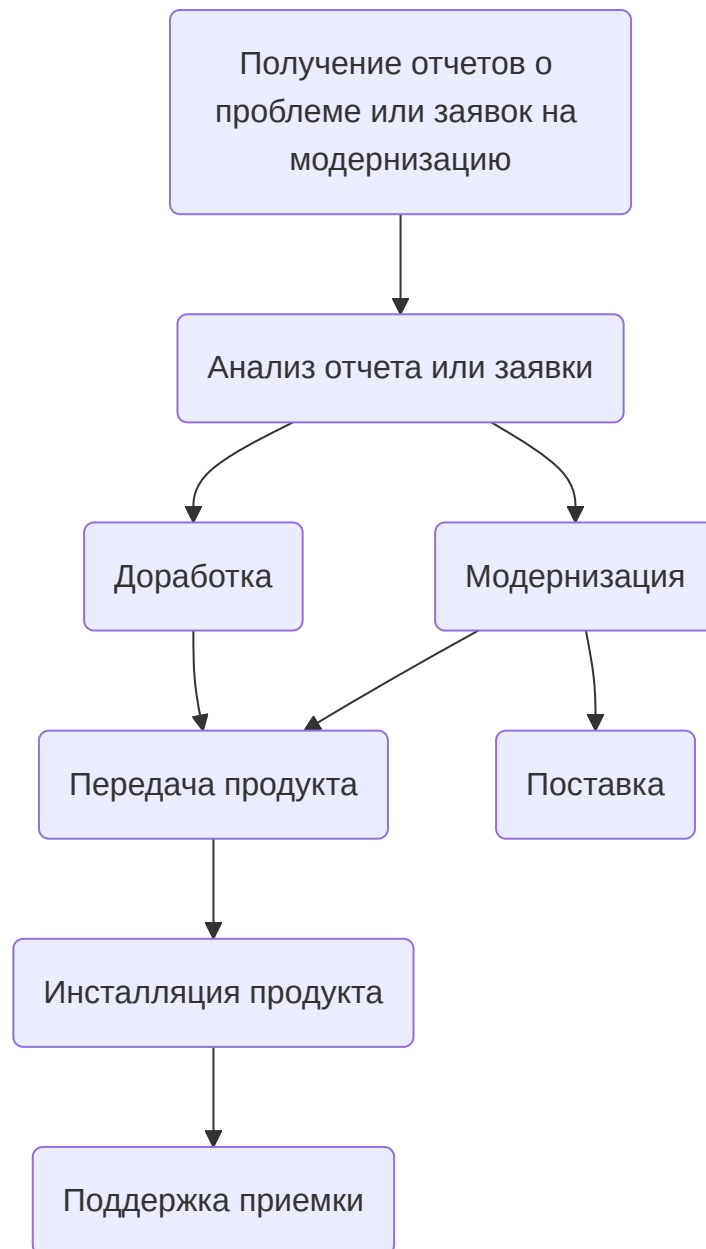 Получение отчетов о
проблеме или заявок на
модернизацию
Анализ отчета или заявки
Доработка
Модернизация
Передача продукта
Поставка
Инсталляция продукта
Поддержка приемки